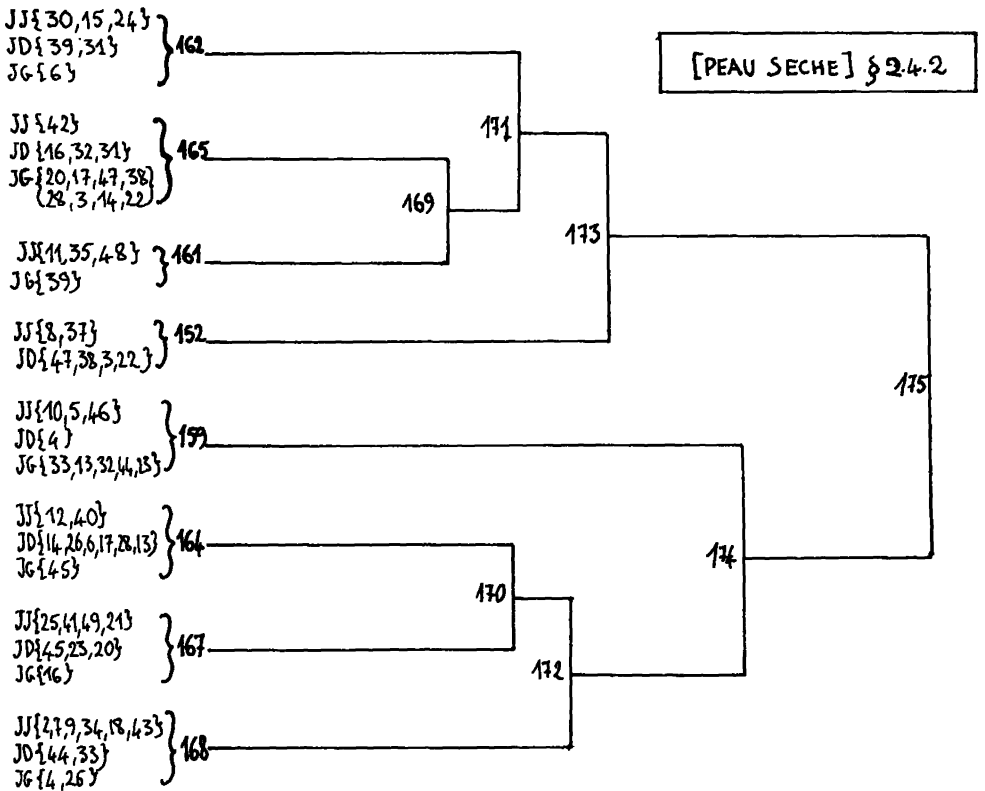 JJ{30,15,24}
JD{39,31} 162
JG{6}
[PEAU SECHE] § 2.4.2
171
JJ{42}
JD{16,32,31} 165
JG{20,17,47,38}
{28,3,14,22}
169
173
JJ{11,35,48} 161
JG{39}
JJ{8,37} 152
JD{47,38,3,22}
175
JJ{10,5,46}
JD{4} 159
JG{33,13,32,44,23}
JJ{12,40}
JD{14,26,6,17,28,13} 164
JG{45}
174
170
JJ{25,41,49,21}
JD{45,23,20} 167
JG{16}
172
JJ{2,7,9,34,18,43}
JD{44,33} 168
JG{4,26}